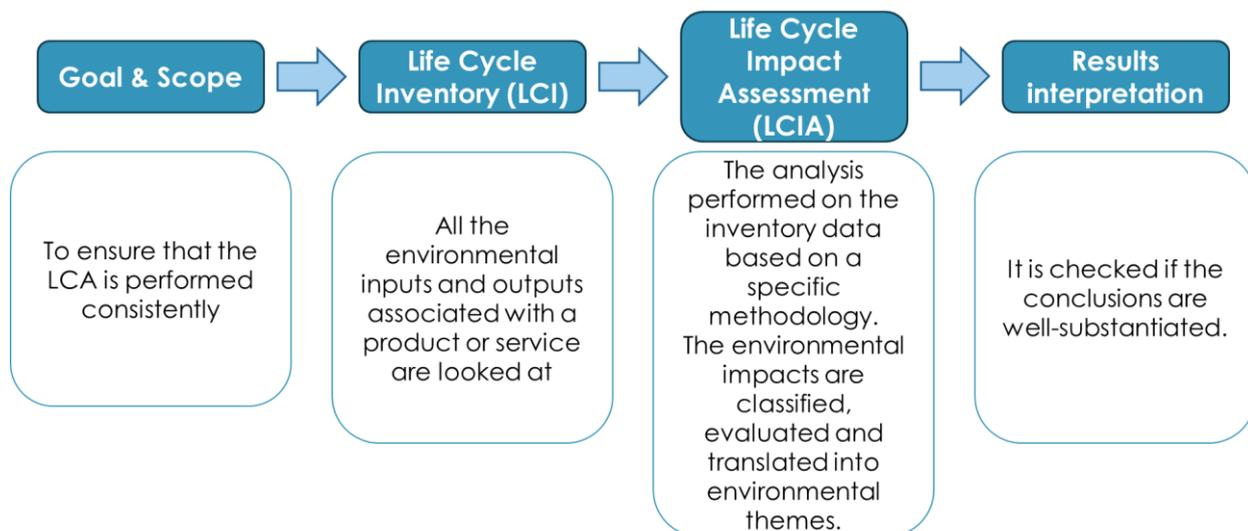 Goal & Scope
Life Cycle
Inventory (LCI)
Life Cycle
Impact
Assessment
(LCIA)
Results
interpretation
To ensure that the
LCA is performed
consistently
All the
environmental
inputs and outputs
associated with a
product or service
are looked at
The analysis
performed on the
inventory data
based on a
specific
methodology.
The environmental
impacts are
classified,
evaluated and
translated into
environmental
themes.
It is checked if the
conclusions are
well-substantiated.